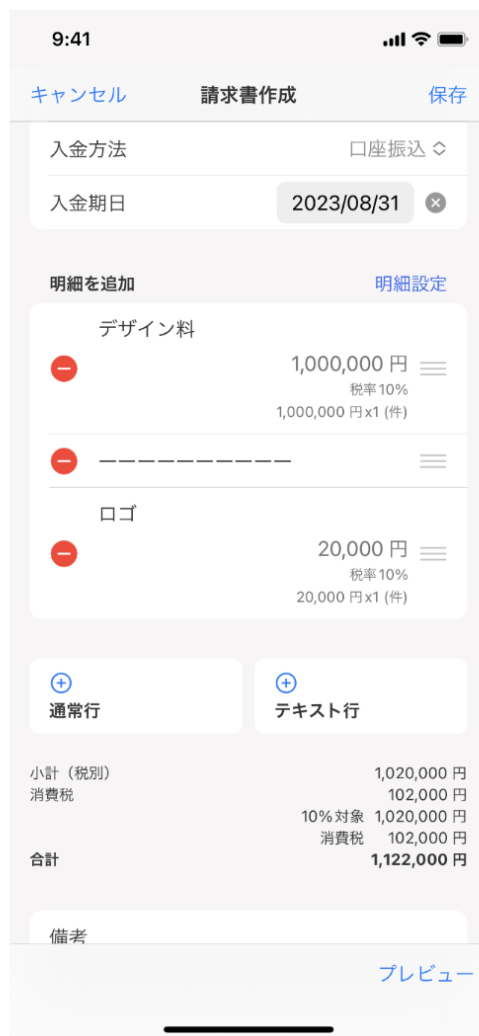 9:41
キャンセル 請求書作成 保存
入金方法 口座振込
入金期日 2023/08/31
明細を追加 明細設定
デザイン料
1,000,000 円
税率10%
1,000,000 円x1 (件)
ーーーーーーーーーー
ロゴ
20,000 円
税率10%
20,000 円x1 (件)
通常行 テキスト行
小計（税別） 1,020,000 円
消費税 102,000 円
10%対象 1,020,000 円
消費税 102,000 円
合計 1,122,000 円
備考
プレビュー